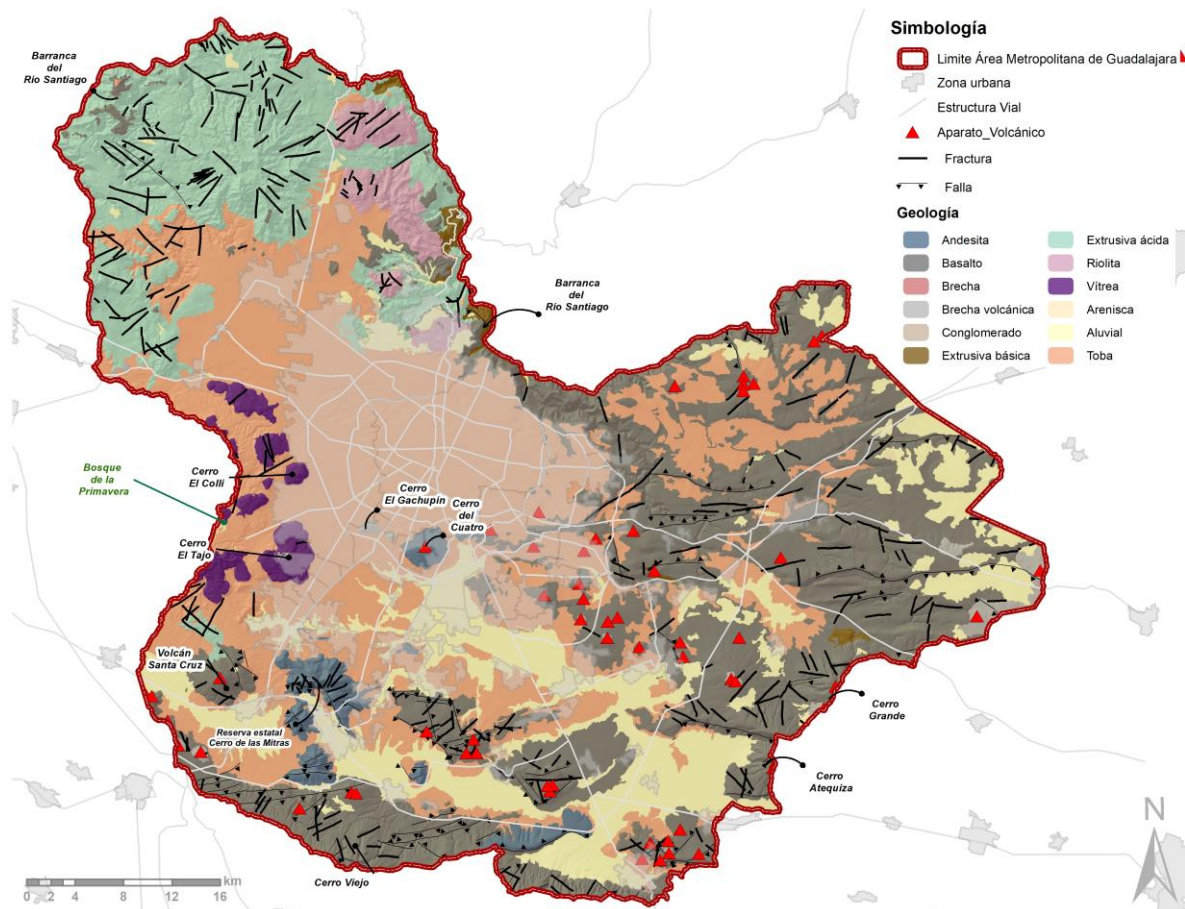 Simbología
Limite Área Metropolitana de Guadalajara
Zona urbana
Estructura Vial
Aparato_Volcánico
Fractura
Falla
Geología
Andesita
Basalto
Brecha
Brecha volcánica
Conglomerado
Extrusiva básica
Extrusiva ácida
Riolita
Vítrea
Arenisca
Aluvial
Toba
Barranca
del
Río Santiago
Barranca
del
Río Santiago
Bosque
de la
Primavera
Cerro
El Collí
Cerro
El Gachupín
Cerro
del
Cuatro
Cerro
El Tajo
Volcán
Santa Cruz
Reserva estatal
Cerro de las Mitras
Cerro
Grande
Cerro
Atequiza
Cerro Viejo
N
km
0 2 4 8 12 16